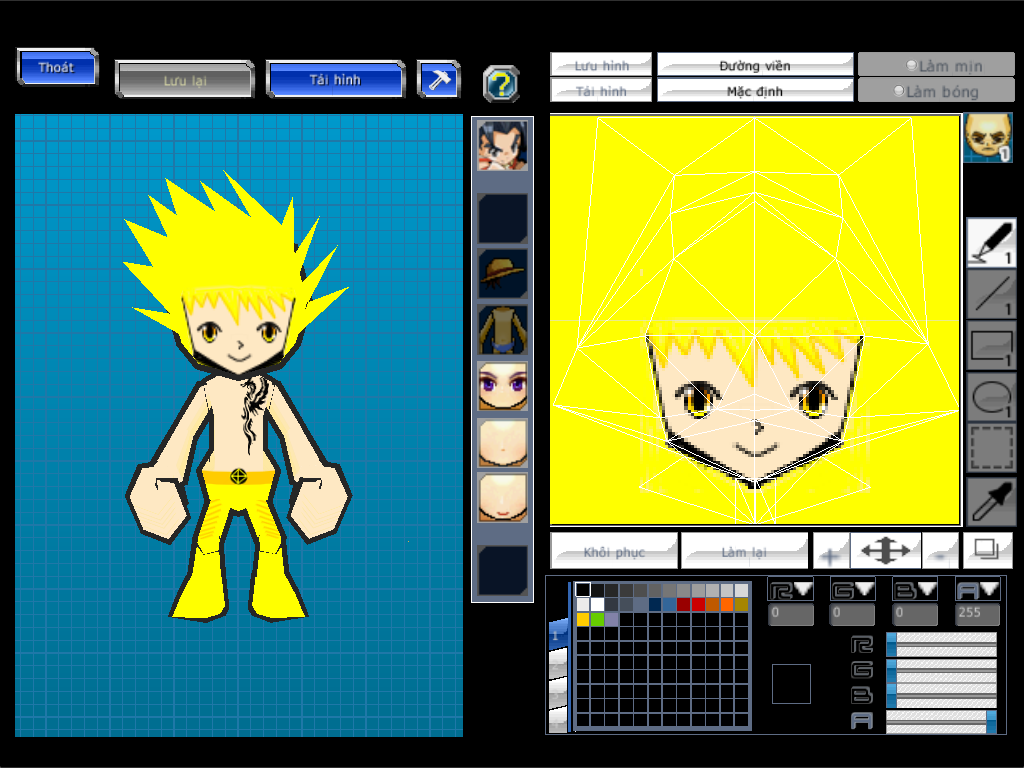 Thoát
Lưu lại
Tải hình
?
Lưu hình
Đường viền
Làm mịn
Tải hình
Mặc định
Làm bóng
1
1
1
1
1
Khôi phục
Làm lại
+
-
R G B A
0 0 0 255
1
R
G
B
A